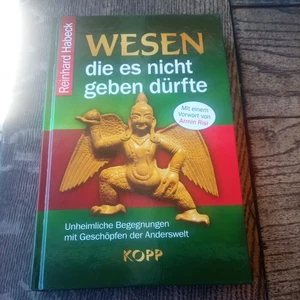 Reinhard Habeck
WESEN
die es nicht
geben dürfte
Mit einem
Vorwort von
Armin Risi
Unheimliche Begegnungen
mit Geschöpfen der Anderswelt
KOPP